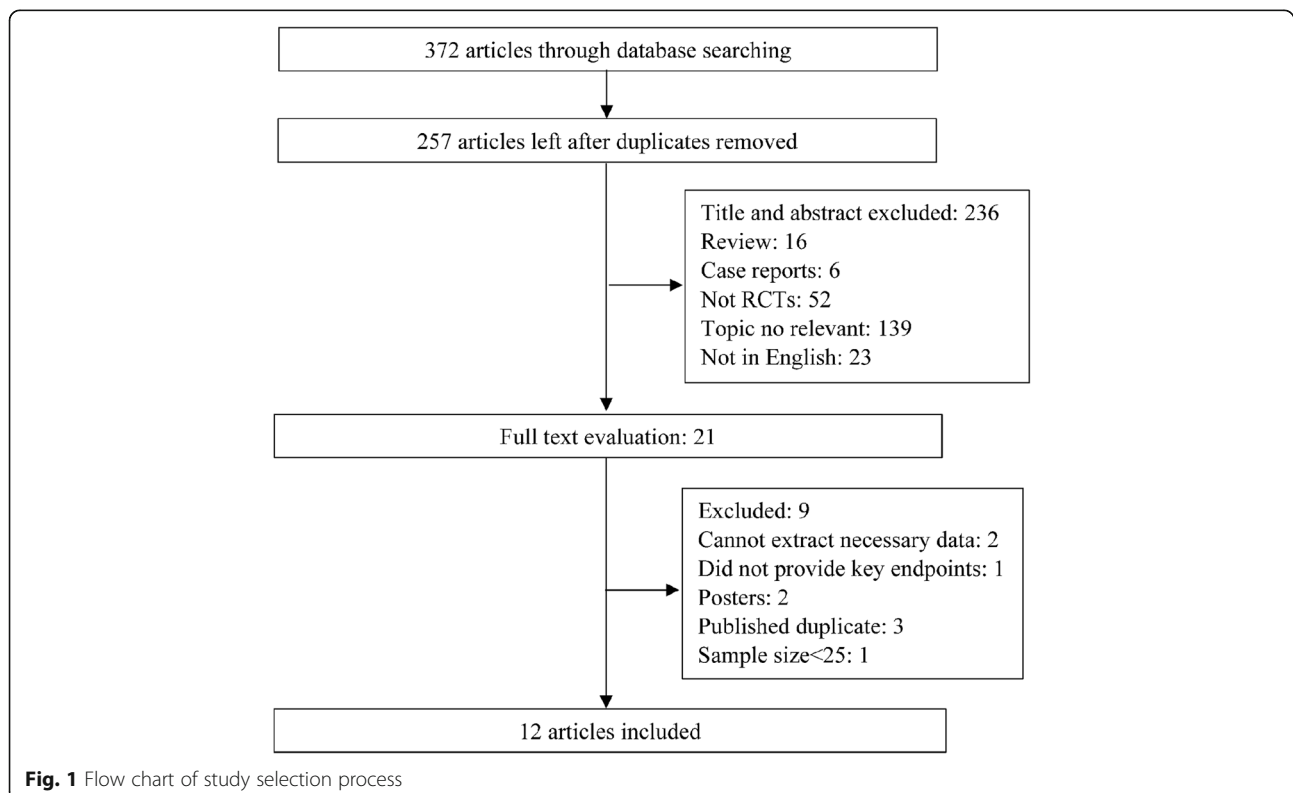 372 articles through database searching
257 articles left after duplicates removed
Title and abstract excluded: 236
Review: 16
Case reports: 6
Not RCTs: 52
Topic no relevant: 139
Not in English: 23
Full text evaluation: 21
Excluded: 9
Cannot extract necessary data: 2
Did not provide key endpoints: 1
Posters: 2
Published duplicate: 3
Sample size<25: 1
12 articles included
Fig. 1 Flow chart of study selection process